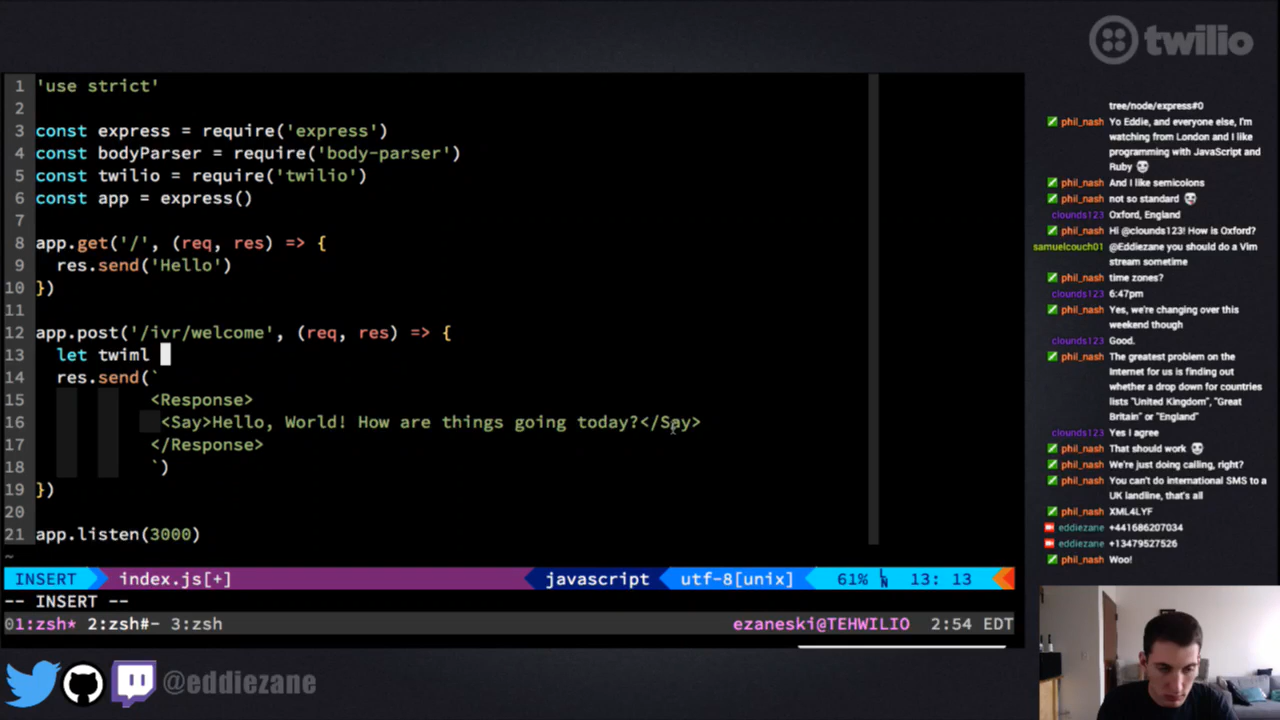 twilio
1 'use strict'
2
3 const express = require('express')
4 const bodyParser = require('body-parser')
5 const twilio = require('twilio')
6 const app = express()
7
8 app.get('/', (req, res) => {
9   res.send('Hello')
10 })
11
12 app.post('/ivr/welcome', (req, res) => {
13   let twiml
14   res.send(`
15            <Response>
16             <Say>Hello, World! How are things going today?</Say>
17            </Response>
18            `)
19 })
20
21 app.listen(3000)
~
INSERT index.js[+] javascript utf-8[unix] 61% 13: 13
-- INSERT --
01:zsh* 2:zsh#- 3:zsh ezaneski@TEHWILIO 2:54 EDT
@eddiezane
tree/node/express#0
phil_nash Yo Eddie, and everyone else, I'm
watching from London and I like
programming with JavaScript and
Ruby
phil_nash And I like semicolons
phil_nash not so standard
clounds123 Oxford, England
phil_nash Hi @clounds123! How is Oxford?
samuelcouch01 @Eddiezane you should do a Vim
stream sometime
phil_nash time zones?
clounds123 6:47pm
phil_nash Yes, we're changing over this
weekend though
clounds123 Good.
phil_nash The greatest problem on the
Internet for us is finding out
whether a drop down for countries
lists "United Kingdom", "Great
Britain" or "England"
clounds123 Yes I agree
phil_nash That should work
phil_nash We're just doing calling, right?
phil_nash You can't do international SMS to a
UK landline, that's all
phil_nash XML4LYF
eddiezane +441686207034
eddiezane +13479527526
phil_nash Woo!